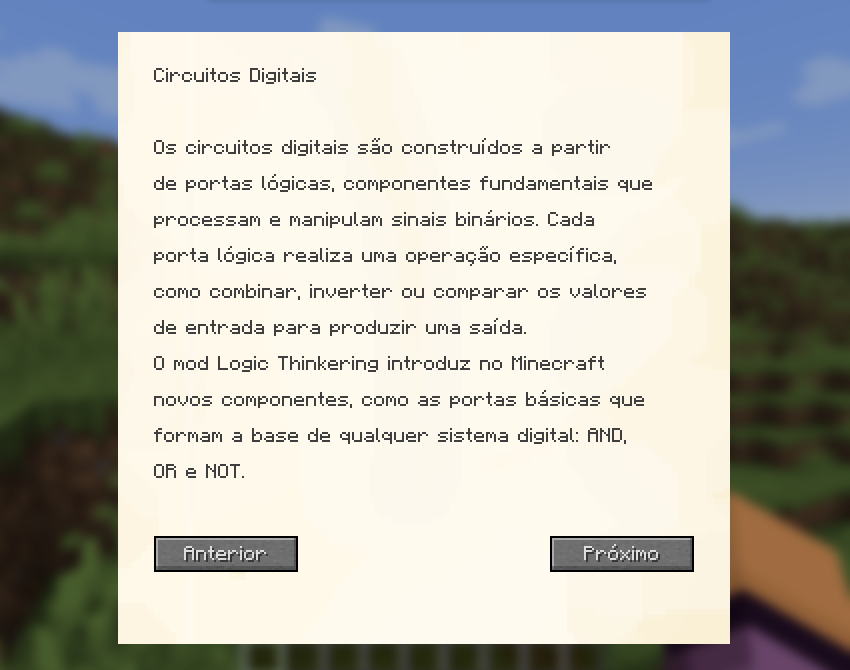 Circuitos Digitais
Os circuitos digitais são construídos a partir
de portas lógicas, componentes fundamentais que
processam e manipulam sinais binários. Cada
porta lógica realiza uma operação específica,
como combinar, inverter ou comparar os valores
de entrada para produzir uma saída.
O mod Logic Thinkering introduz no Minecraft
novos componentes, como as portas básicas que
formam a base de qualquer sistema digital: AND,
OR e NOT.
Anterior
Próximo